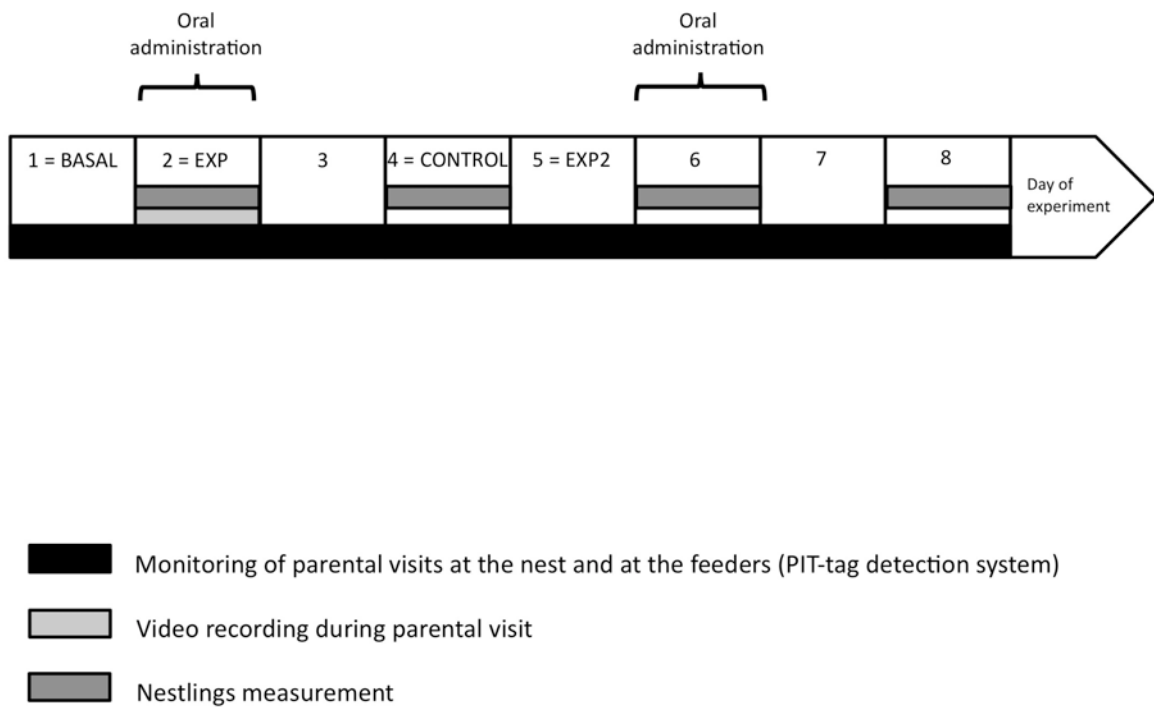 Oral
administration
Oral
administration
1 = BASAL
2 = EXP
3
4 = CONTROL
5 = EXP2
6
7
8
Day of
experiment
Monitoring of parental visits at the nest and at the feeders (PIT-tag detection system)
Video recording during parental visit
Nestlings measurement